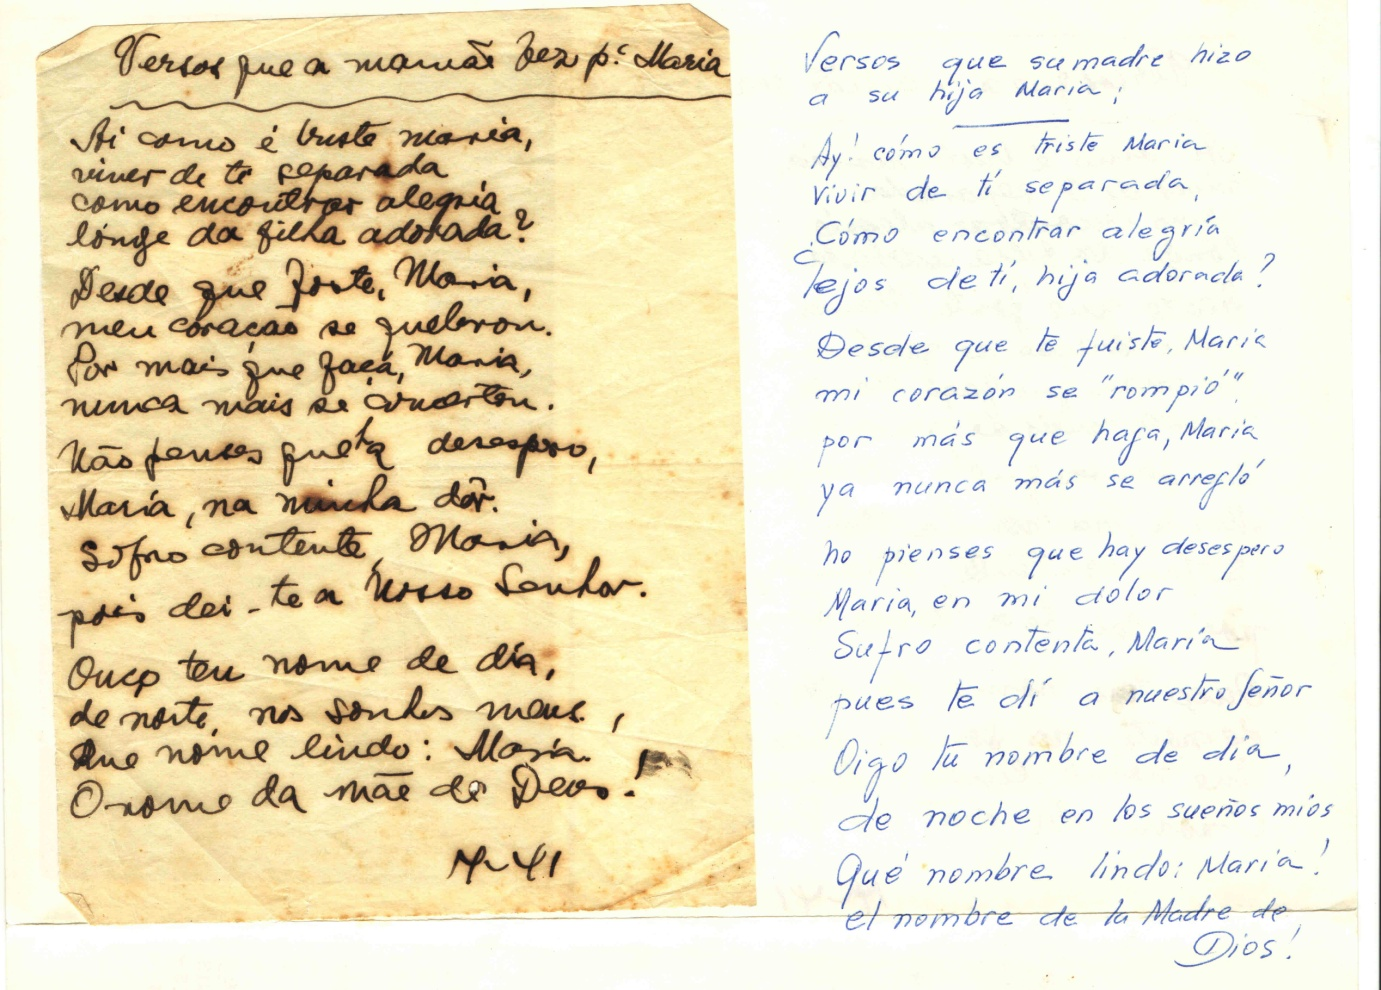 Versos que a mamãe fez pª Maria
Ai como é triste maria,
viver de ti separada
como encontrar alegria
longe da filha adorada?
Desde que foste, Maria,
meu coração se quebrou.
Por mais que faça, Maria,
nunca mais se consertou.
Não penses que há desespero,
Maria, na minha dôr.
Sofro contente, Maria,
pois dei-te a Nosso Senhor.
Ouço teu nome de dia,
de noite, nos sonhos meus,
Que nome lindo: Maria.
O nome da mãe de Deus!
41
Versos que su madre hizo
a su hija Maria:
Ay! cómo es triste Maria
vivir de tí separada,
¿Cómo encontrar alegría
lejos de tí, hija adorada?
Desde que te fuiste, Maria
mi corazón se "rompió".
por más que haga, Maria
ya nunca más se arregló
no pienses que hay desespero
Maria, en mi dolor
Sufro contenta, Maria
pues te dí a nuestro Señor
Oigo tu nombre de dia,
de noche en los sueños mios
Qué nombre lindo: Maria!
el nombre de la Madre de
Dios!